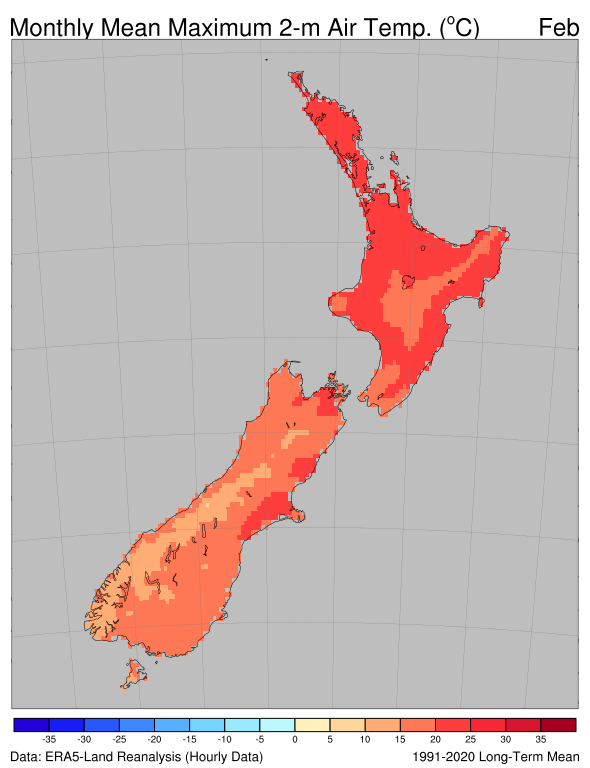 Monthly Mean Maximum 2-m Air Temp. (°C) Feb
-35 -30 -25 -20 -15 -10 -5 0 5 10 15 20 25 30 35
Data: ERA5-Land Reanalysis (Hourly Data) 1991-2020 Long-Term Mean